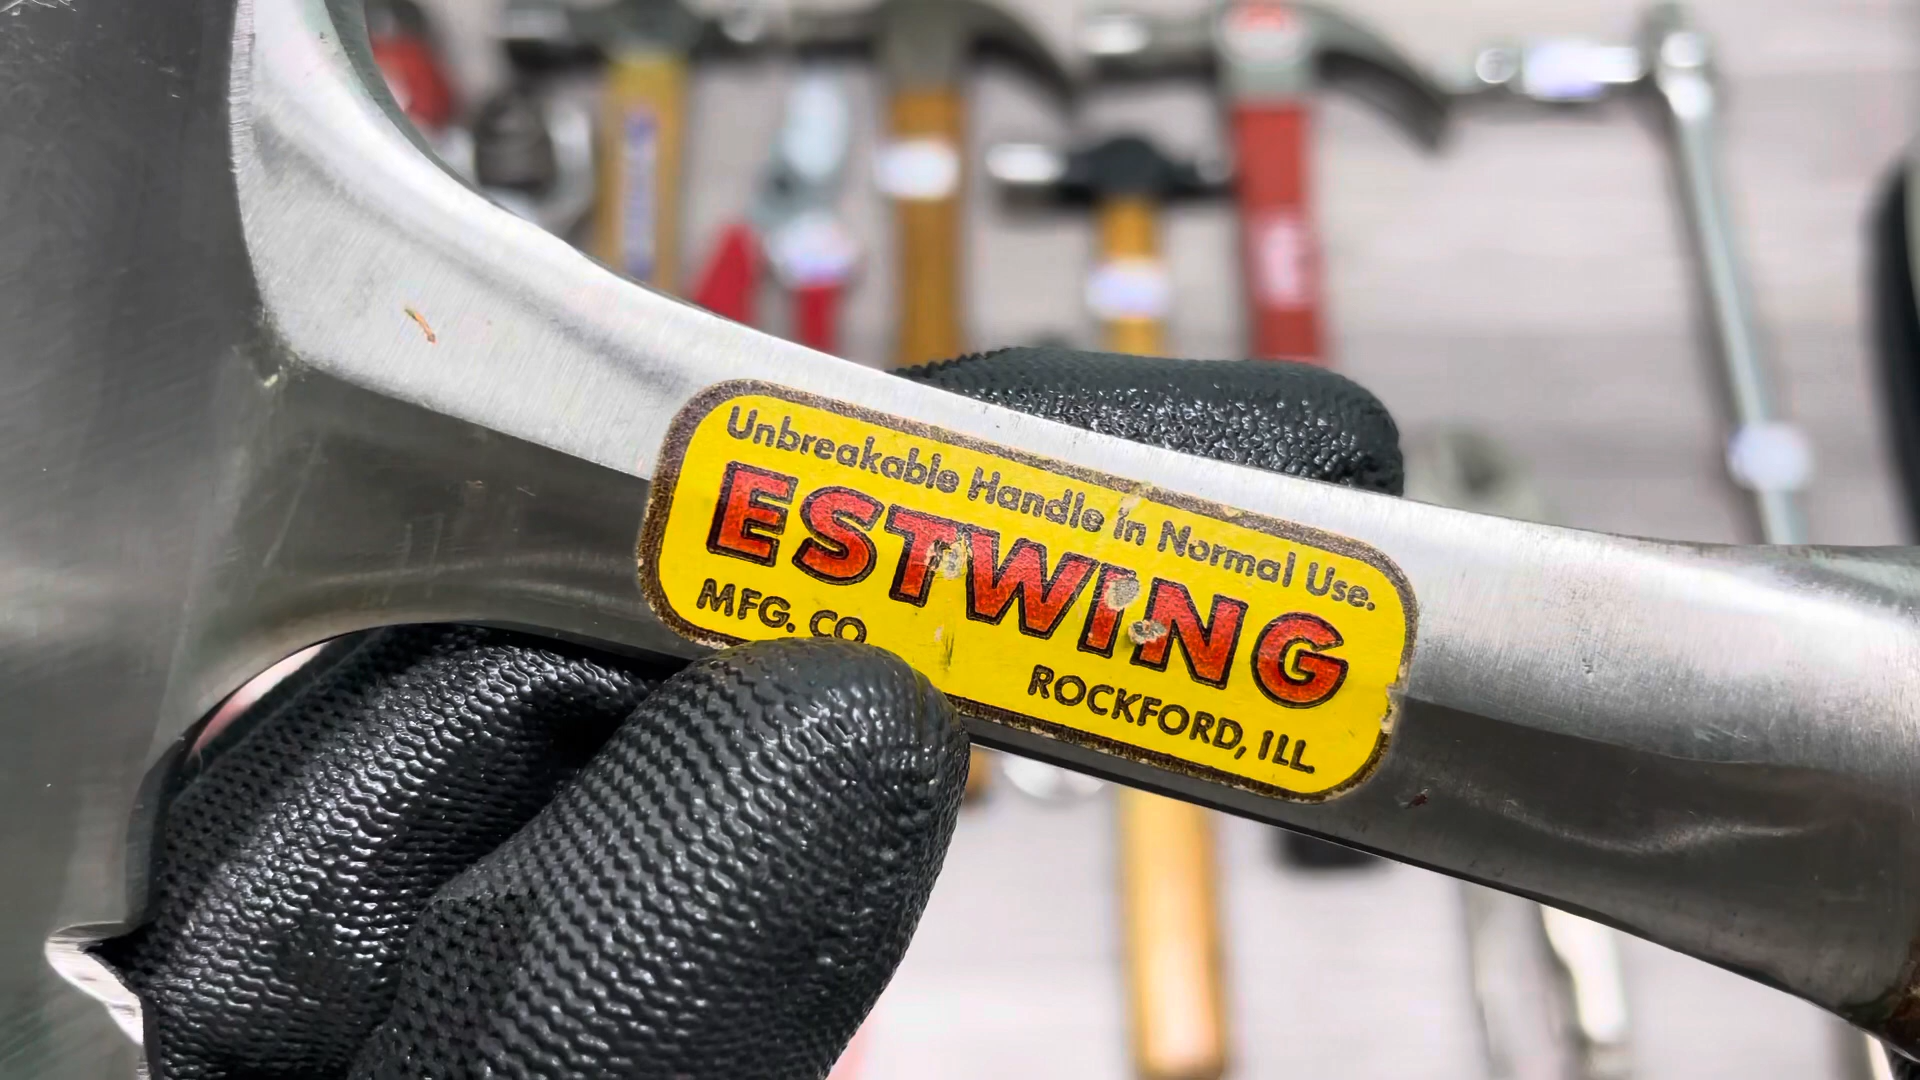 Unbreakable Handle in Normal Use.
ESTWING
MFG. CO.
ROCKFORD, ILL.